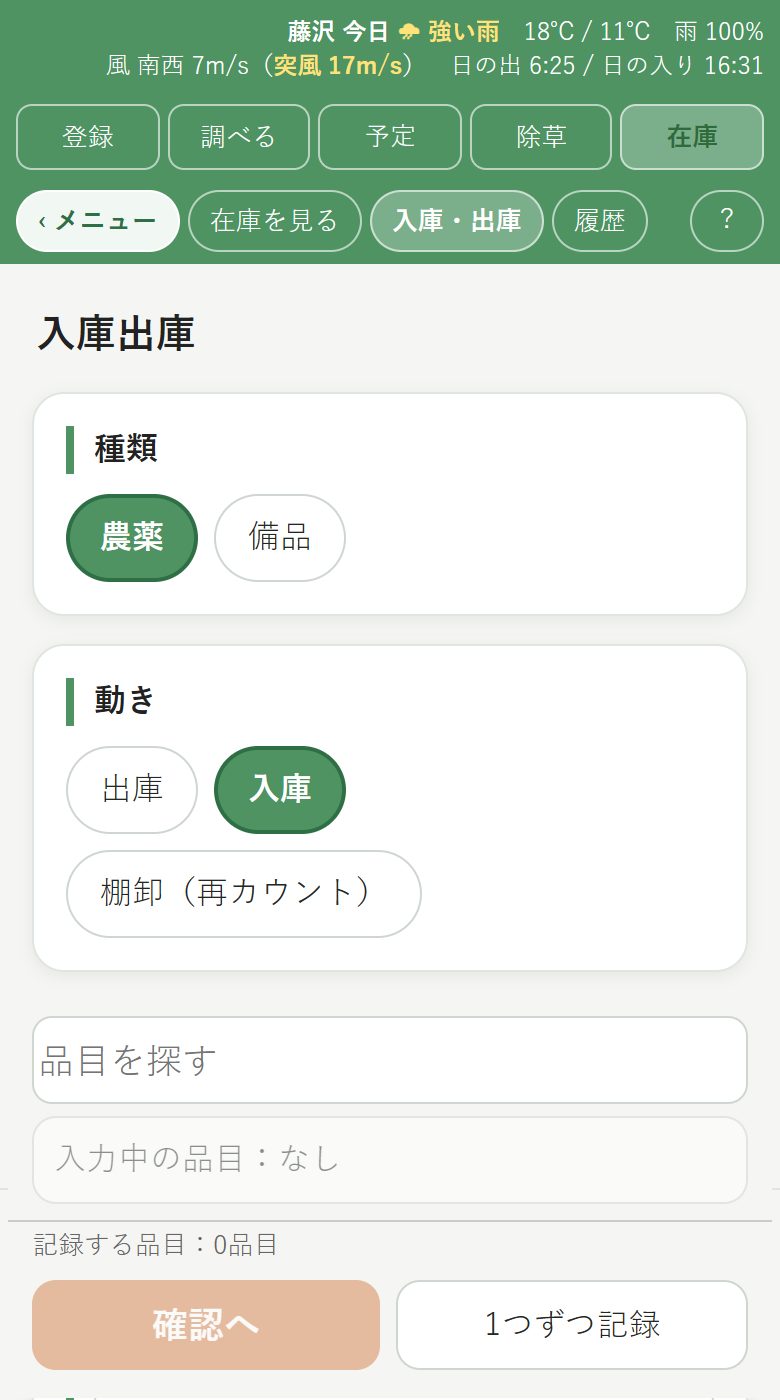 藤沢 今日 強い雨 18℃ / 11℃ 雨 100%
風 南西 7m/s（突風 17m/s） 日の出 6:25 / 日の入り 16:31
登録 調べる 予定 除草 在庫
‹ メニュー 在庫を見る 入庫・出庫 履歴 ?
入庫出庫
種類
農薬 備品
動き
出庫 入庫
棚卸（再カウント）
品目を探す
入力中の品目：なし
記録する品目：0品目
確認へ 1つずつ記録